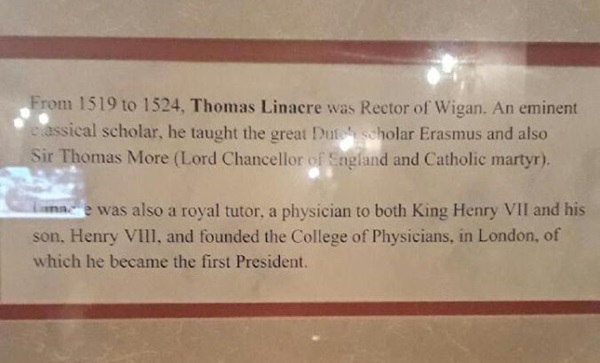 From 1519 to 1524, Thomas Linacre was Rector of Wigan. An eminent
classical scholar, he taught the great Dutch scholar Erasmus and also
Sir Thomas More (Lord Chancellor of England and Catholic martyr).
Linacre was also a royal tutor, a physician to both King Henry VII and his
son, Henry VIII, and founded the College of Physicians, in London, of
which he became the first President.